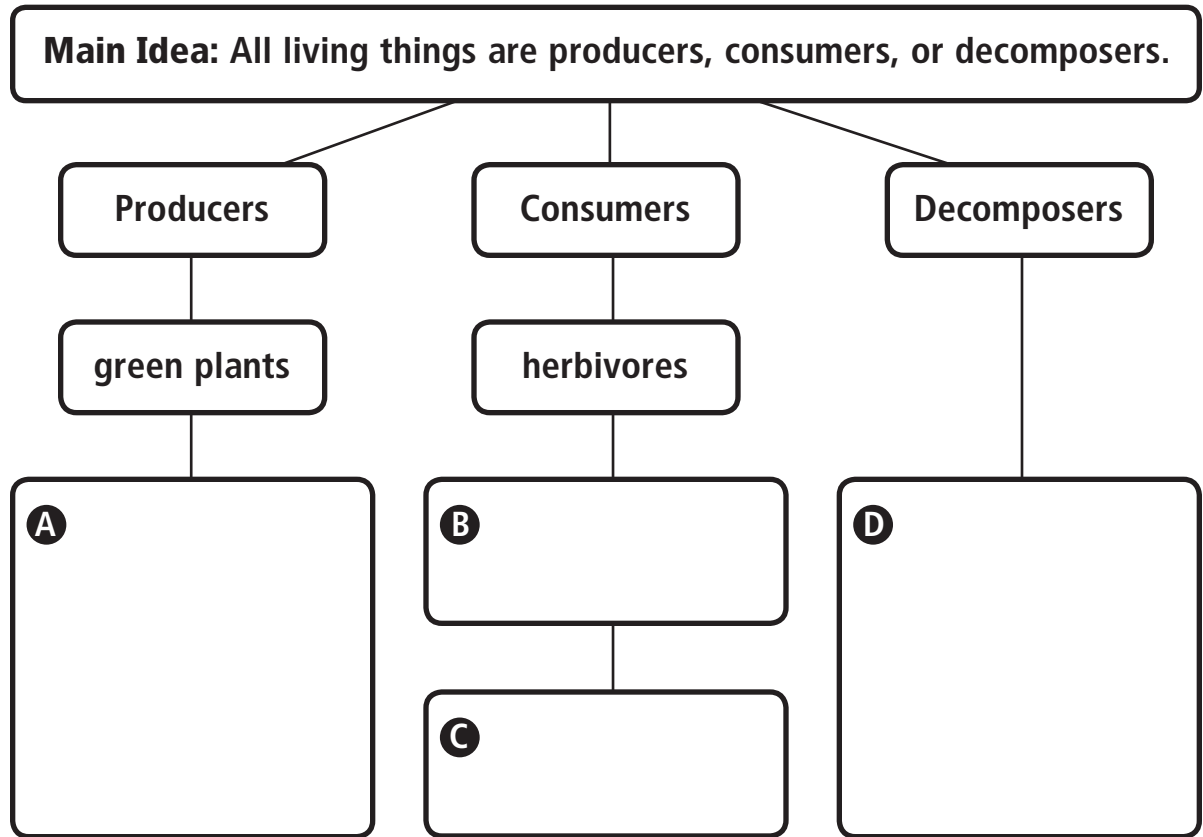 Main Idea: All living things are producers, consumers, or decomposers.
Producers
Consumers
Decomposers
green plants
herbivores
A
B
D
C